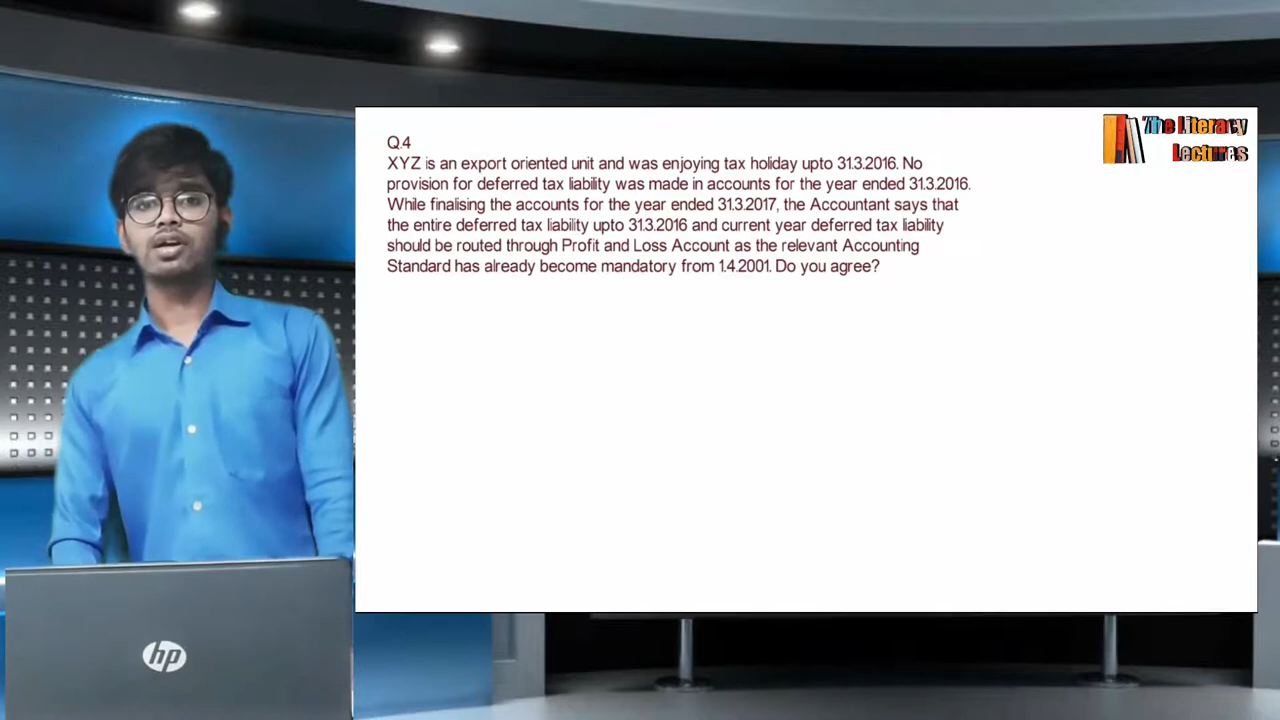 The Literacy
Lectures
Q.4
XYZ is an export oriented unit and was enjoying tax holiday upto 31.3.2016. No
provision for deferred tax liability was made in accounts for the year ended 31.3.2016.
While finalising the accounts for the year ended 31.3.2017, the Accountant says that
the entire deferred tax liability upto 31.3.2016 and current year deferred tax liability
should be routed through Profit and Loss Account as the relevant Accounting
Standard has already become mandatory from 1.4.2001. Do you agree?
hp